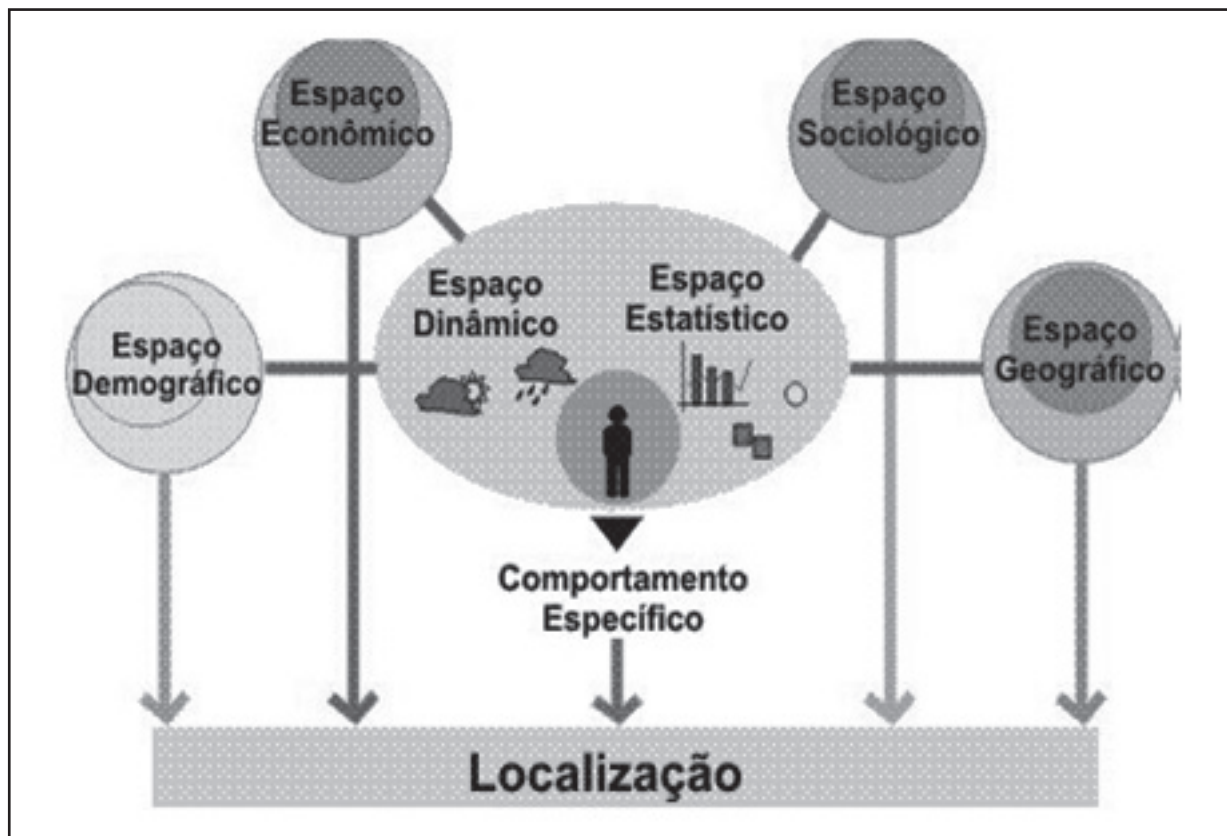 Espaço
Econômico
Espaço
Sociológico
Espaço
Dinâmico
Espaço
Estatístico
Espaço
Demográfico
Espaço
Geográfico
Comportamento
Específico
Localização